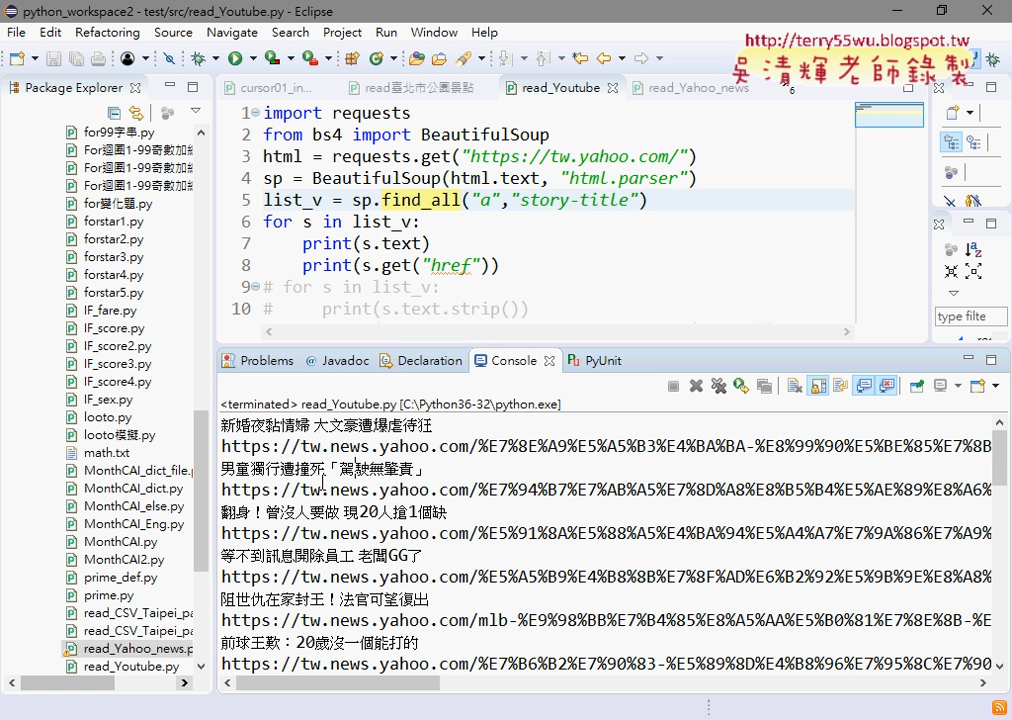 python_workspace2 - test/src/read_Youtube.py - Eclipse
File Edit Refactoring Source Navigate Search Project Run Window Help
http://terry55wu.blogspot.tw
吳清輝老師錄製
Package Explorer
cursor01_in...
read臺北市公園景點
read_Youtube
read_Yahoo_news
6
for99字串.py
For迴圈1-99奇數加總
For迴圈1-99奇數加總
For迴圈1-99奇數加總
for變化題.py
forstar1.py
forstar2.py
forstar3.py
forstar4.py
forstar5.py
IF_fare.py
IF_score.py
IF_score2.py
IF_score3.py
IF_score4.py
IF_sex.py
looto.py
looto模擬.py
math.txt
MonthCAI_dict_file.p
MonthCAI_dict.py
MonthCAI_else.py
MonthCAI_Eng.py
MonthCAI.py
MonthCAI2.py
prime_def.py
prime.py
read_CSV_Taipei_pa
read_CSV_Taipei_pa
read_Yahoo_news.p
read_Youtube.py
1 import requests
2 from bs4 import BeautifulSoup
3 html = requests.get("https://tw.yahoo.com/")
4 sp = BeautifulSoup(html.text, "html.parser")
5 list_v = sp.find_all("a","story-title")
6 for s in list_v:
7     print(s.text)
8     print(s.get("href"))
9 # for s in list_v:
10 #     print(s.text.strip())
type filte
Problems @ Javadoc Declaration Console PyUnit
<terminated> read_Youtube.py [C:\Python36-32\python.exe]
新婚夜黏情婦 大文豪遭爆虐待狂
https://tw.news.yahoo.com/%E7%8E%A9%E5%A5%B3%E4%BA%BA-%E8%99%90%E5%BE%85%E7%8B
男童獨行遭撞死「駕駛無肇責」
https://tw.news.yahoo.com/%E7%94%B7%E7%AB%A5%E7%8D%A8%E8%B5%B4%E5%AE%89%E8%A6%
翻身！曾沒人要做 現20人搶1個缺
https://tw.news.yahoo.com/%E5%91%8A%E5%88%A5%E4%BA%94%E5%A4%A7%E7%9A%86%E7%A9
等不到訊息開除員工 老闆GG了
https://tw.news.yahoo.com/%E5%A5%B9%E4%B8%8B%E7%8F%AD%E6%B2%92%E5%9B%9E%E8%A8%
阻世仇在家封王！法官可望復出
https://tw.news.yahoo.com/mlb-%E9%98%BB%E7%B4%85%E8%A5%AA%E5%B0%81%E7%8E%8B-%E
前球王歎：20歲沒一個能打的
https://tw.news.yahoo.com/%E7%B6%B2%E7%90%83-%E5%89%8D%E4%B8%96%E7%95%8C%E7%90